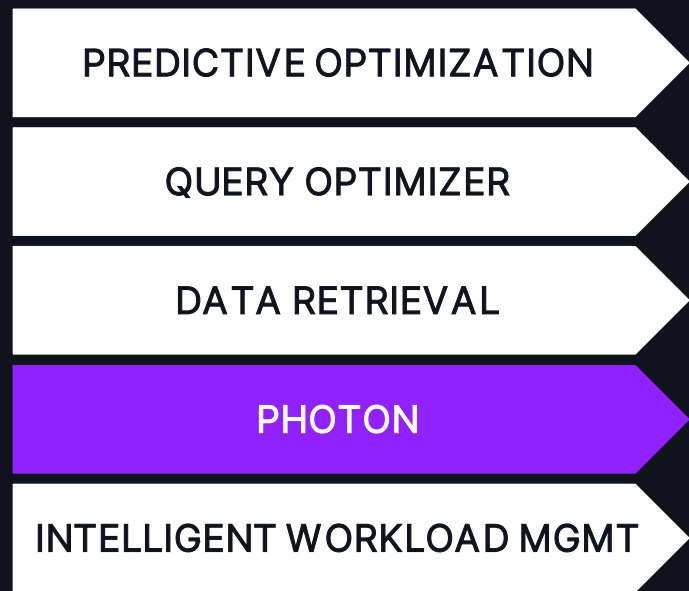 PREDICTIVE OPTIMIZATION
QUERY OPTIMIZER
DATA RETRIEVAL
PHOTON
INTELLIGENT WORKLOAD MGMT